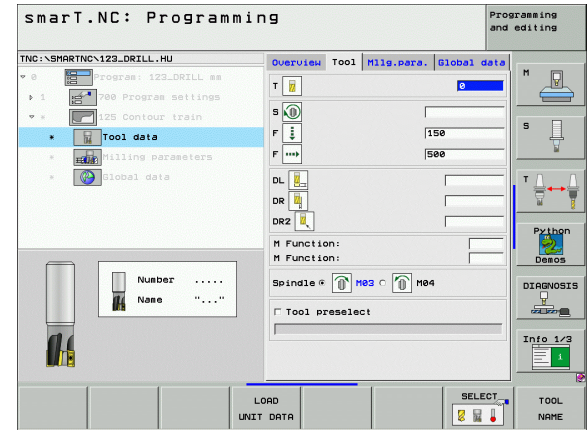 smarT.NC: Programming
Programming
and editing
TNC:\SMARTNC\123_DRILL.HU
0 Program: 123_DRILL mm
1 700 Program settings
* 125 Contour train
* Tool data
* Milling parameters
* Global data
Overview Tool Mllg.para. Global data
T 0
S
F 150
F 500
DL
DR
DR2
M Function:
M Function:
Spindle M03 M04
Tool preselect
Number .....
Name "..."
M
S
T
Python
Demos
DIAGNOSIS
Info 1/3
LOAD
UNIT DATA
SELECT
TOOL
NAME